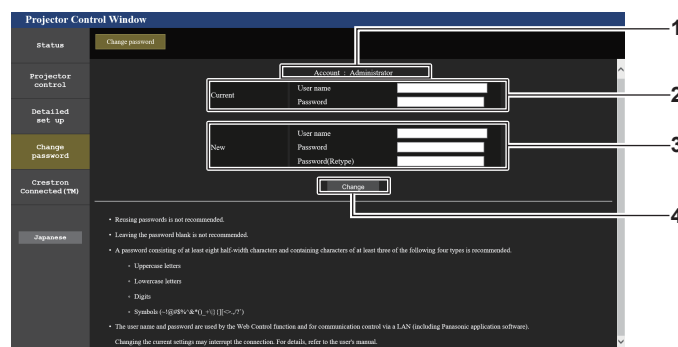 Projector Control Window
1
Status
Change password
Account : Administrator
Projector control
Current
User name
Password
2
Detailed set up
New
User name
Password
Password(Retype)
3
Change password
Change
4
Crestron Connected(TM)
Japanese
• Reusing passwords is not recommended.
• Leaving the password blank is not recommended.
• A password consisting of at least eight half-width characters and containing characters of at least three of the following four types is recommended.
◦ Uppercase letters
◦ Lowercase letters
◦ Digits
◦ Symbols
• The user name and password are used by the Web Control function and for communication control via a LAN (including Panasonic application software).
Changing the current settings may interrupt the connection. For details, refer to the user's manual.